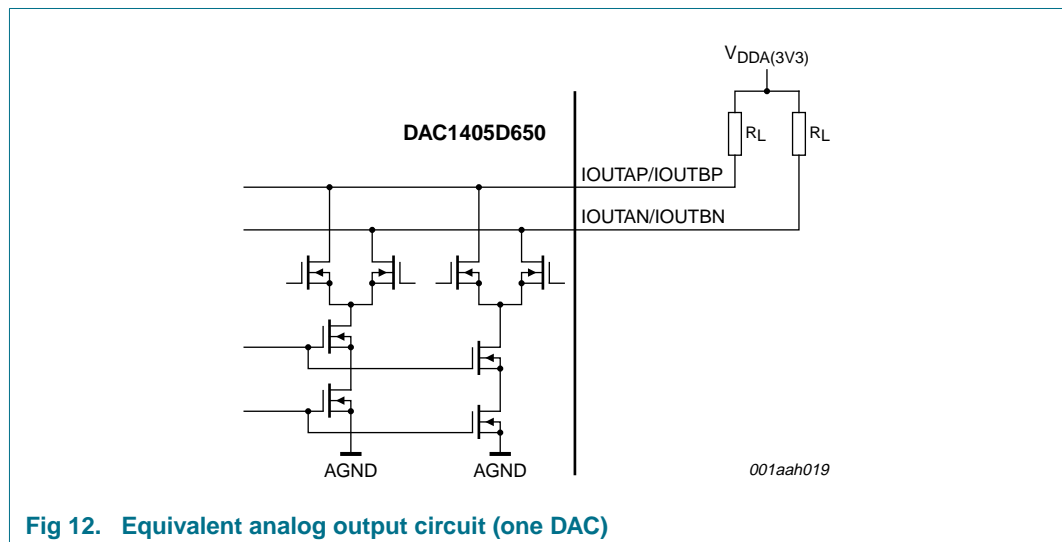 VDDA(3V3)
DAC1405D650
RL
RL
IOUTAP/IOUTBP
IOUTAN/IOUTBN
AGND
AGND
001aah019
Fig 12. Equivalent analog output circuit (one DAC)